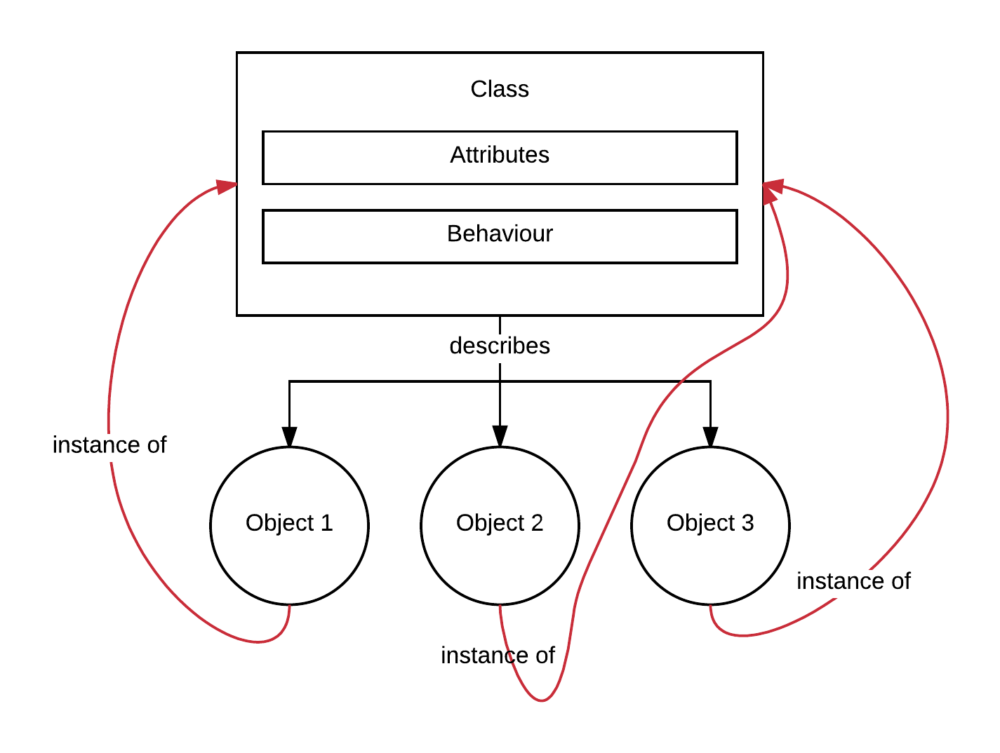 Class
Attributes
Behaviour
describes
instance of
Object 1
Object 2
Object 3
instance of
instance of